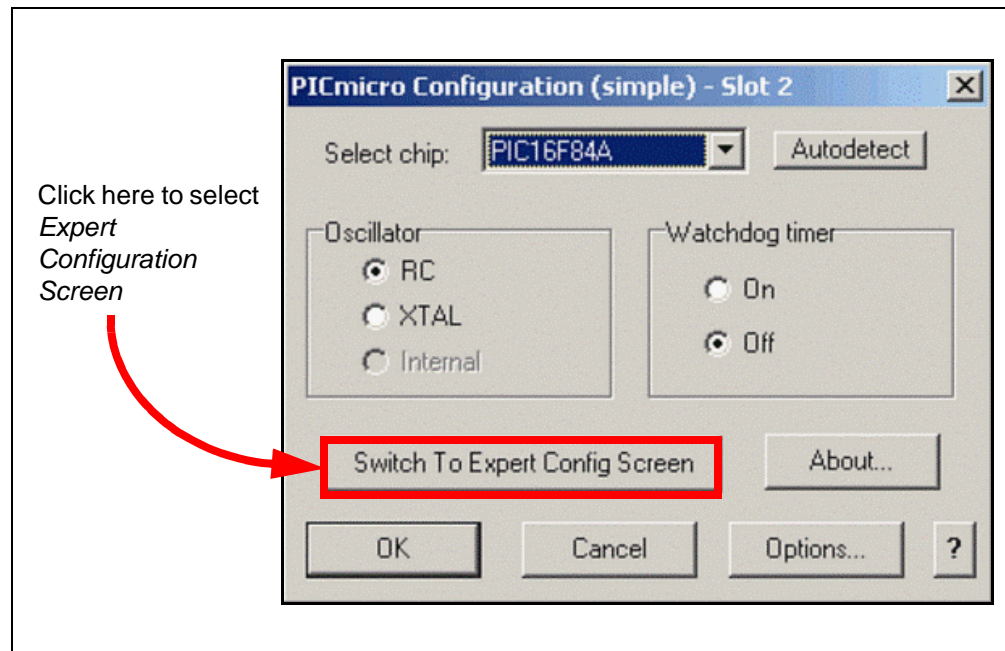 PICmicro Configuration (simple) - Slot 2
Select chip: PIC16F84A Autodetect
Click here to select
Expert
Configuration
Screen
Oscillator
RC
XTAL
Internal
Watchdog timer
On
Off
Switch To Expert Config Screen
About...
OK Cancel Options... ?